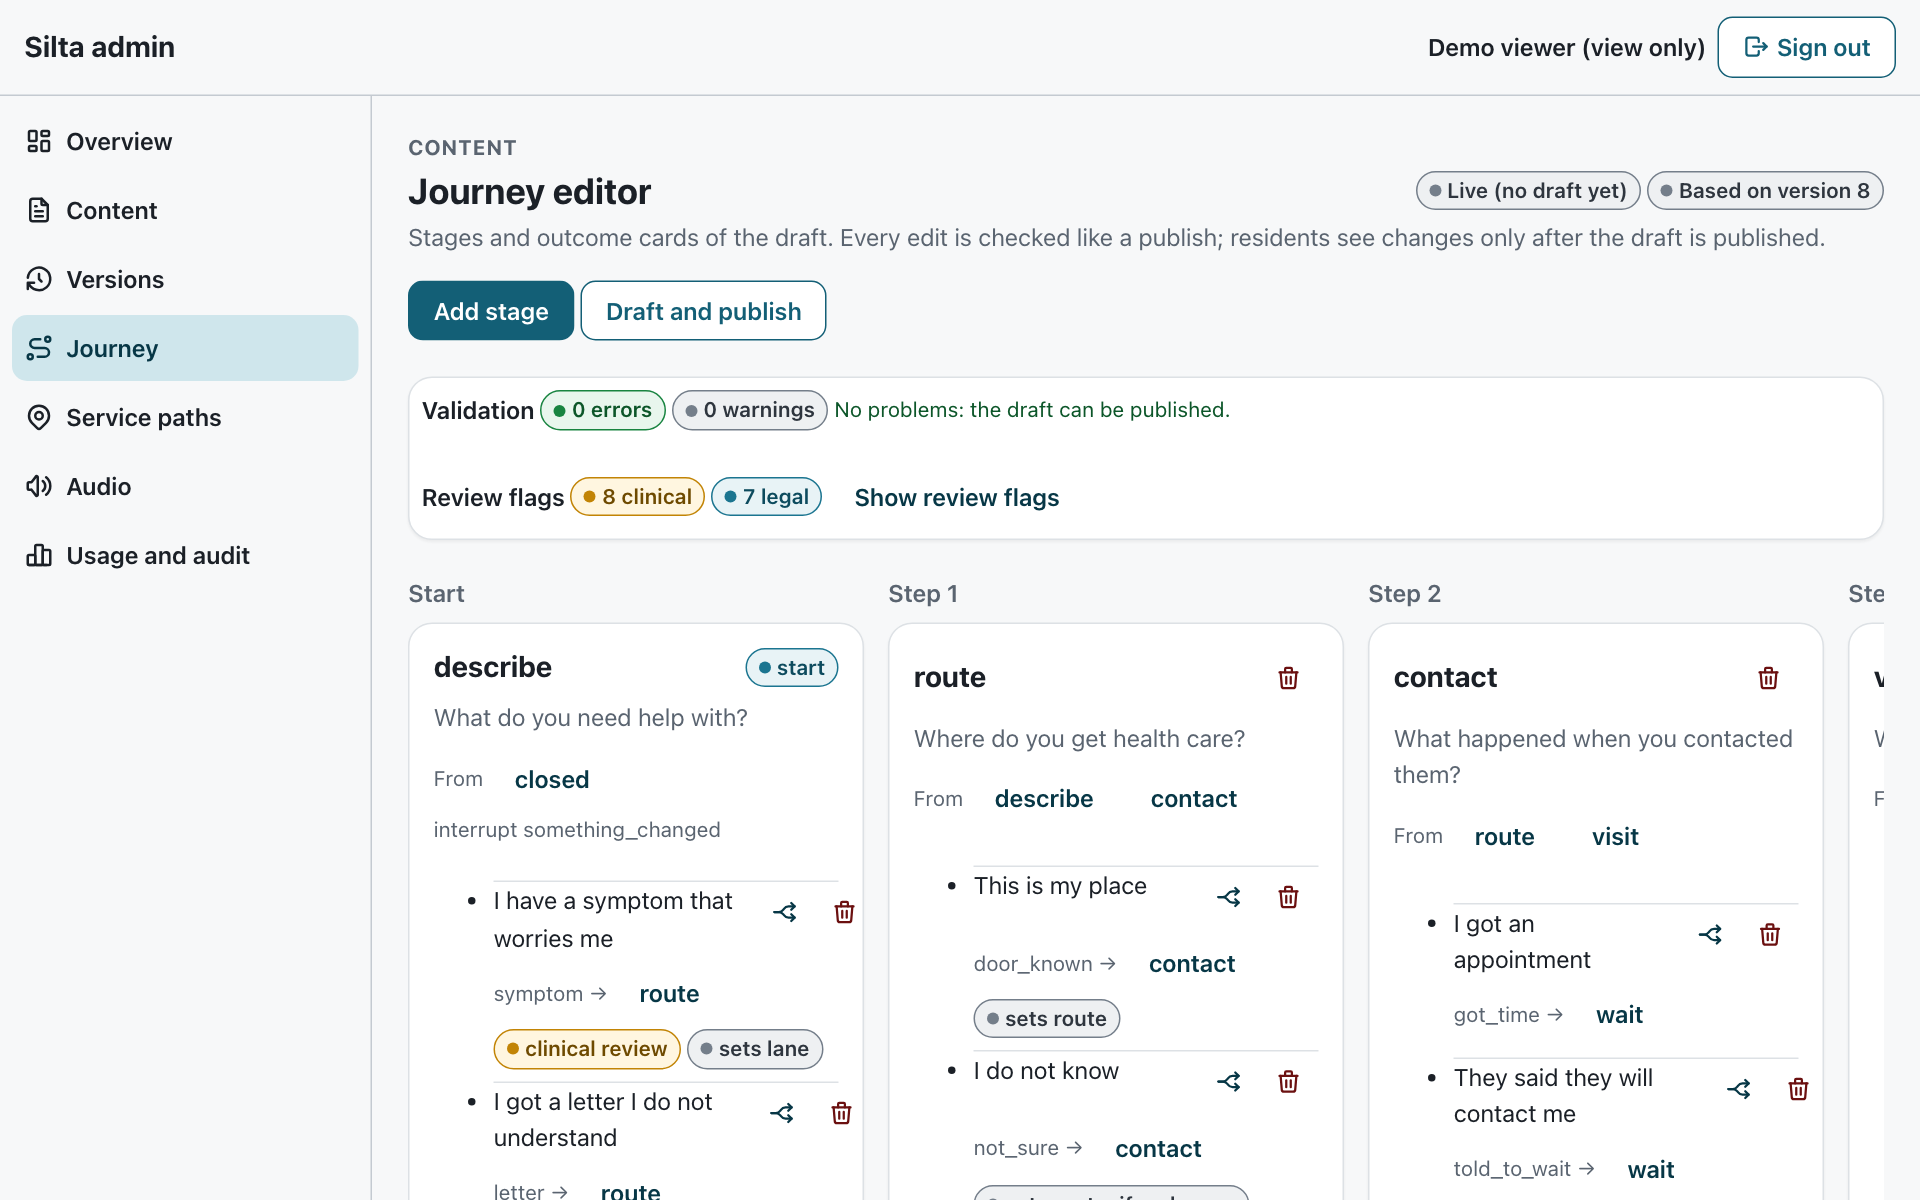 Silta admin
Demo viewer (view only)
Sign out
Overview
Content
Versions
Journey
Service paths
Audio
Usage and audit
CONTENT
Journey editor
Live (no draft yet)
Based on version 8
Stages and outcome cards of the draft. Every edit is checked like a publish; residents see changes only after the draft is published.
Add stage
Draft and publish
Validation 0 errors 0 warnings No problems: the draft can be published.
Review flags 8 clinical 7 legal Show review flags
Start
describe
start
What do you need help with?
From closed
interrupt something_changed
I have a symptom that
worries me
symptom → route
clinical review sets lane
I got a letter I do not
understand
letter → route
Step 1
route
Where do you get health care?
From describe contact
This is my place
door_known → contact
sets route
I do not know
not_sure → contact
Step 2
contact
What happened when you contacted
them?
From route visit
I got an
appointment
got_time → wait
They said they will
contact me
told_to_wait → wait